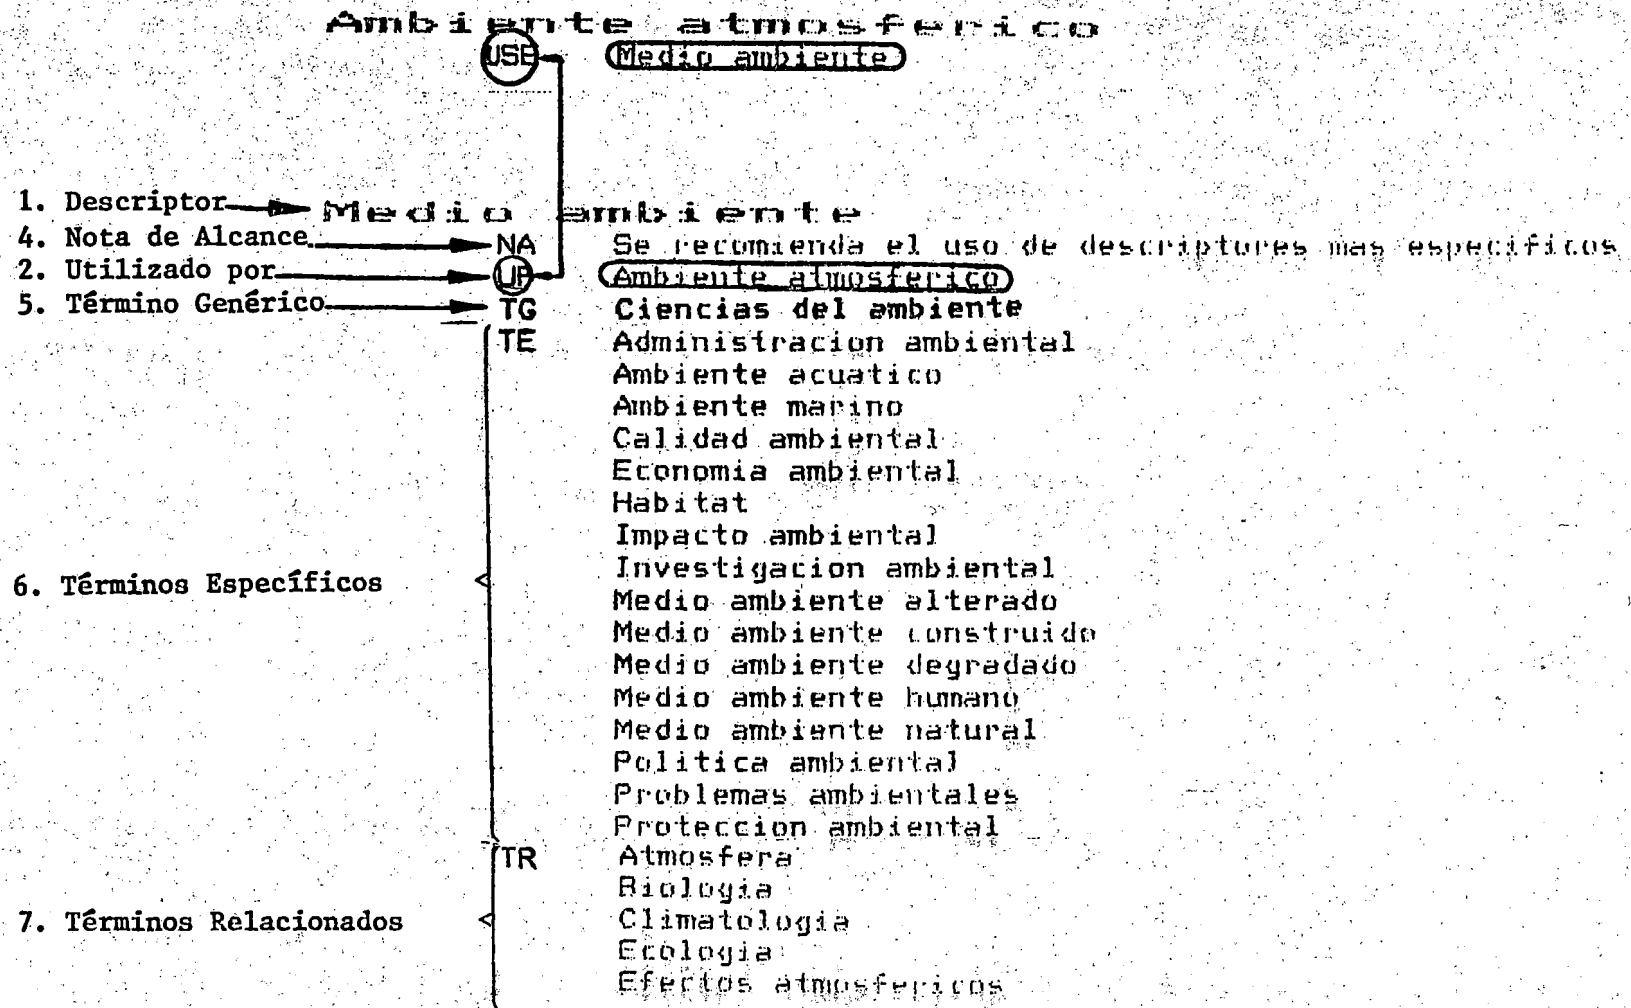 Ambiente atmosferico
USE Medio ambiente
1. Descriptor Medio ambiente
4. Nota de Alcance NA Se recomienda el uso de descriptores mas especificos
2. Utilizado por UP Ambiente atmosferico
5. Término Genérico TG Ciencias del ambiente
TE Administracion ambiental
Ambiente acuatico
Ambiente marino
Calidad ambiental
Economia ambiental
Habitat
Impacto ambiental
Investigacion ambiental
6. Términos Específicos
Medio ambiente alterado
Medio ambiente construido
Medio ambiente degradado
Medio ambiente humano
Medio ambiente natural
Politica ambiental
Problemas ambientales
Proteccion ambiental
TR Atmosfera
Biologia
7. Términos Relacionados Climatologia
Ecologia
Efectos atmosfericos